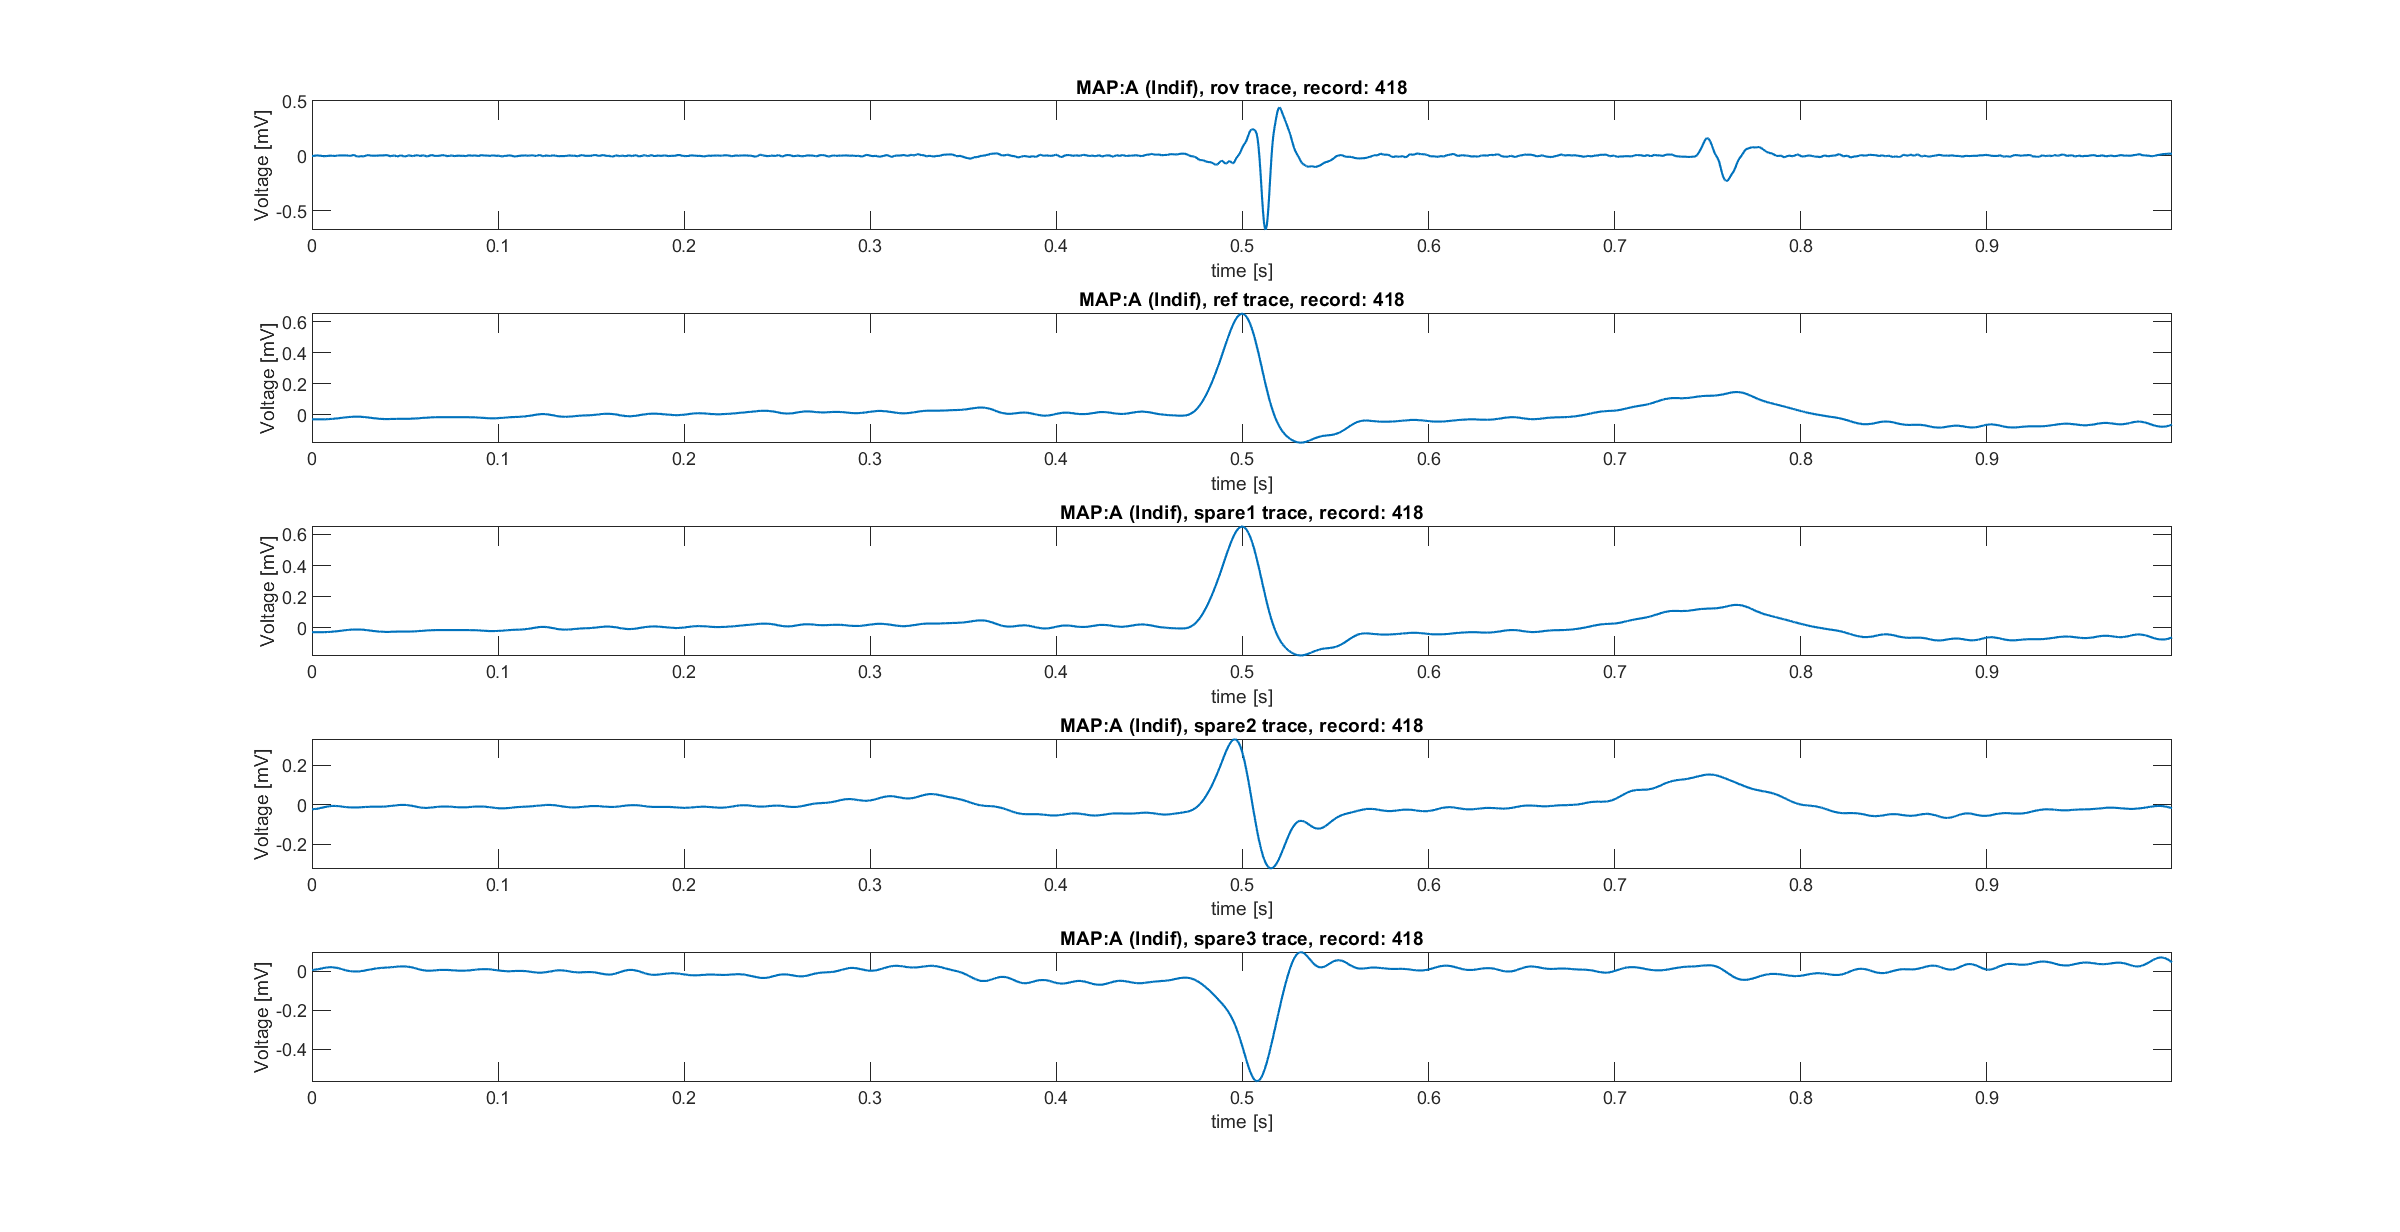 MAP:A (Indif), rov trace, record: 418
Voltage [mV]
0.5
0
-0.5
0 0.1 0.2 0.3 0.4 0.5 0.6 0.7 0.8 0.9
time [s]
MAP:A (Indif), ref trace, record: 418
Voltage [mV]
0.6
0.4
0.2
0
0 0.1 0.2 0.3 0.4 0.5 0.6 0.7 0.8 0.9
time [s]
MAP:A (Indif), spare1 trace, record: 418
Voltage [mV]
0.6
0.4
0.2
0
0 0.1 0.2 0.3 0.4 0.5 0.6 0.7 0.8 0.9
time [s]
MAP:A (Indif), spare2 trace, record: 418
Voltage [mV]
0.2
0
-0.2
0 0.1 0.2 0.3 0.4 0.5 0.6 0.7 0.8 0.9
time [s]
MAP:A (Indif), spare3 trace, record: 418
Voltage [mV]
0
-0.2
-0.4
0 0.1 0.2 0.3 0.4 0.5 0.6 0.7 0.8 0.9
time [s]